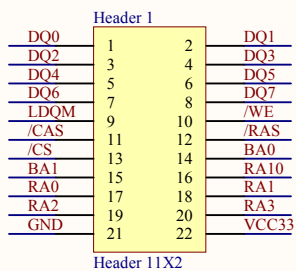 Header 1
DQ0 1 2 DQ1
DQ2 3 4 DQ3
DQ4 5 6 DQ5
DQ6 7 8 DQ7
LDQM 9 10 /WE
/CAS 11 12 /RAS
/CS 13 14 BA0
BA1 15 16 RA10
RA0 17 18 RA1
RA2 19 20 RA3
GND 21 22 VCC33
Header 11X2